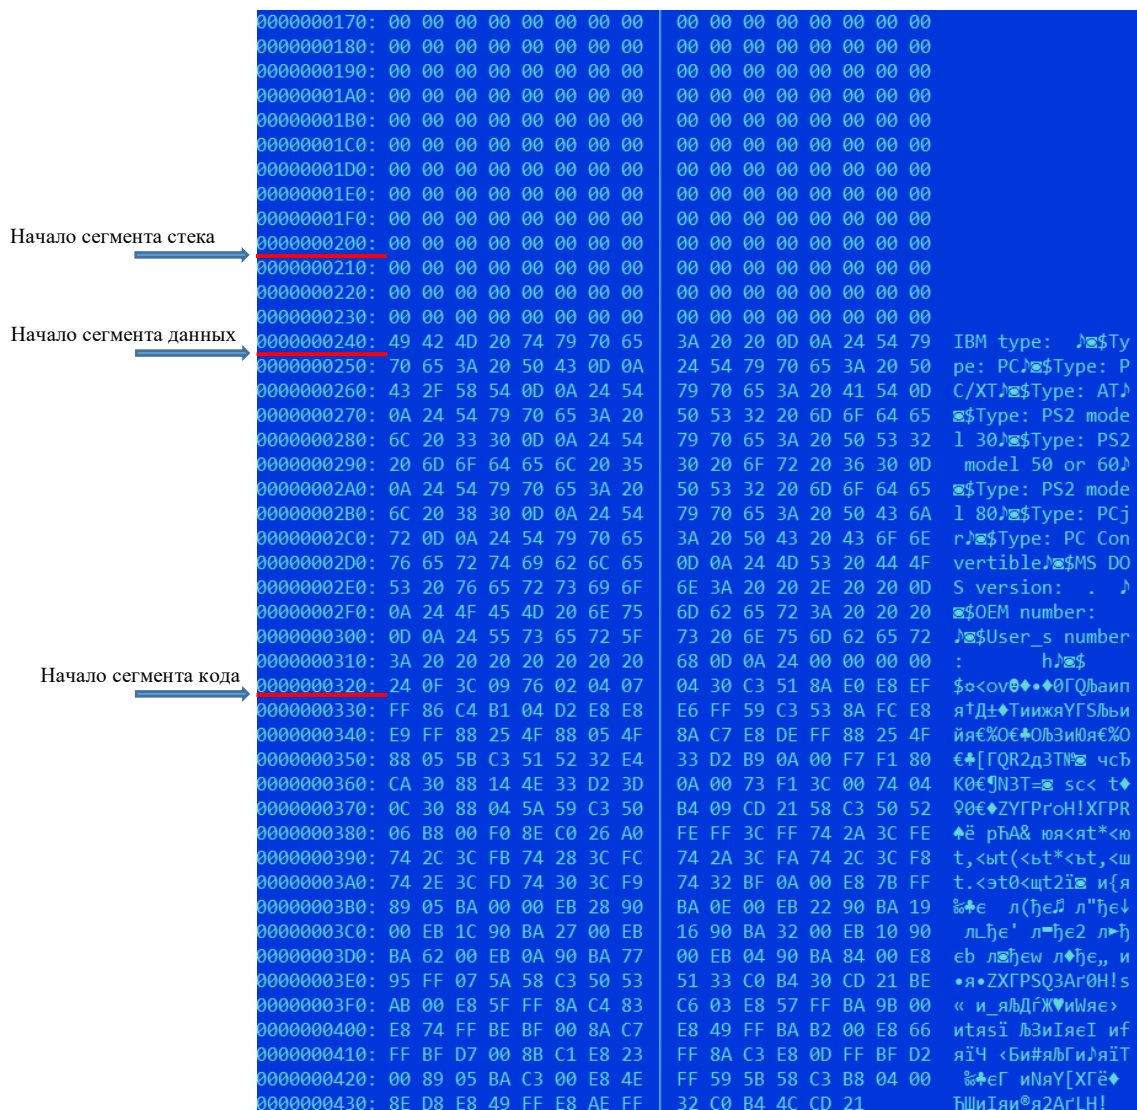 0000000170: 00 00 00 00 00 00 00 00 | 00 00 00 00 00 00 00 00
0000000180: 00 00 00 00 00 00 00 00 | 00 00 00 00 00 00 00 00
0000000190: 00 00 00 00 00 00 00 00 | 00 00 00 00 00 00 00 00
00000001A0: 00 00 00 00 00 00 00 00 | 00 00 00 00 00 00 00 00
00000001B0: 00 00 00 00 00 00 00 00 | 00 00 00 00 00 00 00 00
00000001C0: 00 00 00 00 00 00 00 00 | 00 00 00 00 00 00 00 00
00000001D0: 00 00 00 00 00 00 00 00 | 00 00 00 00 00 00 00 00
00000001E0: 00 00 00 00 00 00 00 00 | 00 00 00 00 00 00 00 00
00000001F0: 00 00 00 00 00 00 00 00 | 00 00 00 00 00 00 00 00
Начало сегмента стека
0000000200: 00 00 00 00 00 00 00 00 | 00 00 00 00 00 00 00 00
0000000210: 00 00 00 00 00 00 00 00 | 00 00 00 00 00 00 00 00
0000000220: 00 00 00 00 00 00 00 00 | 00 00 00 00 00 00 00 00
0000000230: 00 00 00 00 00 00 00 00 | 00 00 00 00 00 00 00 00
Начало сегмента данных
0000000240: 49 42 4D 20 74 79 70 65 | 3A 20 20 0D 0A 24 54 79 IBM type:  ♪◙$Ty
0000000250: 70 65 3A 20 50 43 0D 0A | 24 54 79 70 65 3A 20 50 pe: PC♪◙$Type: P
0000000260: 43 2F 58 54 0D 0A 24 54 | 79 70 65 3A 20 41 54 0D C/XT♪◙$Type: AT♪
0000000270: 0A 24 54 79 70 65 3A 20 | 50 53 32 20 6D 6F 64 65 ◙$Type: PS2 mode
0000000280: 6C 20 33 30 0D 0A 24 54 | 79 70 65 3A 20 50 53 32 l 30♪◙$Type: PS2
0000000290: 20 6D 6F 64 65 6C 20 35 | 30 20 6F 72 20 36 30 0D model 50 or 60♪
00000002A0: 0A 24 54 79 70 65 3A 20 | 50 53 32 20 6D 6F 64 65 ◙$Type: PS2 mode
00000002B0: 6C 20 38 30 0D 0A 24 54 | 79 70 65 3A 20 50 43 6A l 80♪◙$Type: PCj
00000002C0: 72 0D 0A 24 54 79 70 65 | 3A 20 50 43 20 43 6F 6E r♪◙$Type: PC Con
00000002D0: 76 65 72 74 69 62 6C 65 | 0D 0A 24 4D 53 20 44 4F vertible♪◙$MS DO
00000002E0: 53 20 76 65 72 73 69 6F | 6E 3A 20 20 2E 20 20 0D S version:  .  ♪
00000002F0: 0A 24 4F 45 4D 20 6E 75 | 6D 62 65 72 3A 20 20 20 ◙$OEM number:
0000000300: 0D 0A 24 55 73 65 72 5F | 73 20 6E 75 6D 62 65 72 ♪◙$User_s number
0000000310: 3A 20 20 20 20 20 20 20 | 68 0D 0A 24 00 00 00 00 :       h♪◙$
Начало сегмента кода
0000000320: 24 0F 3C 09 76 02 04 07 | 04 30 C3 51 8A E0 E8 EF
0000000330: FF 86 C4 B1 04 D2 E8 E8 | E6 FF 59 C3 53 8A FC E8
0000000340: E9 FF 88 25 4F 88 05 4F | 8A C7 E8 DE FF 88 25 4F
0000000350: 88 05 5B C3 51 52 32 E4 | 33 D2 B9 0A 00 F7 F1 80
0000000360: CA 30 88 14 4E 33 D2 3D | 0A 00 73 F1 3C 00 74 04
0000000370: 0C 30 88 04 5A 59 C3 50 | B4 09 CD 21 58 C3 50 52
0000000380: 06 B8 00 F0 8E C0 26 A0 | FE FF 3C FF 74 2A 3C FE
0000000390: 74 2C 3C FB 74 28 3C FC | 74 2A 3C FA 74 2C 3C F8
00000003A0: 74 2E 3C FD 74 30 3C F9 | 74 32 BF 0A 00 E8 7B FF
00000003B0: 89 05 BA 00 00 EB 28 90 | BA 0E 00 EB 22 90 BA 19
00000003C0: 00 EB 1C 90 BA 27 00 EB | 16 90 BA 32 00 EB 10 90
00000003D0: BA 62 00 EB 0A 90 BA 77 | 00 EB 04 90 BA 84 00 E8
00000003E0: 95 FF 07 5A 58 C3 50 53 | 51 33 C0 B4 30 CD 21 BE
00000003F0: AB 00 E8 5F FF 8A C4 83 | C6 03 E8 57 FF BA 9B 00
0000000400: E8 74 FF BE BF 00 8A C7 | E8 49 FF BA B2 00 E8 66
0000000410: FF BF D7 00 8B C1 E8 23 | FF 8A C3 E8 0D FF BF D2
0000000420: 00 89 05 BA C3 00 E8 4E | FF 59 5B 58 C3 B8 04 00
0000000430: 8E D8 E8 49 FF E8 AE FF | 32 C0 B4 4C CD 21